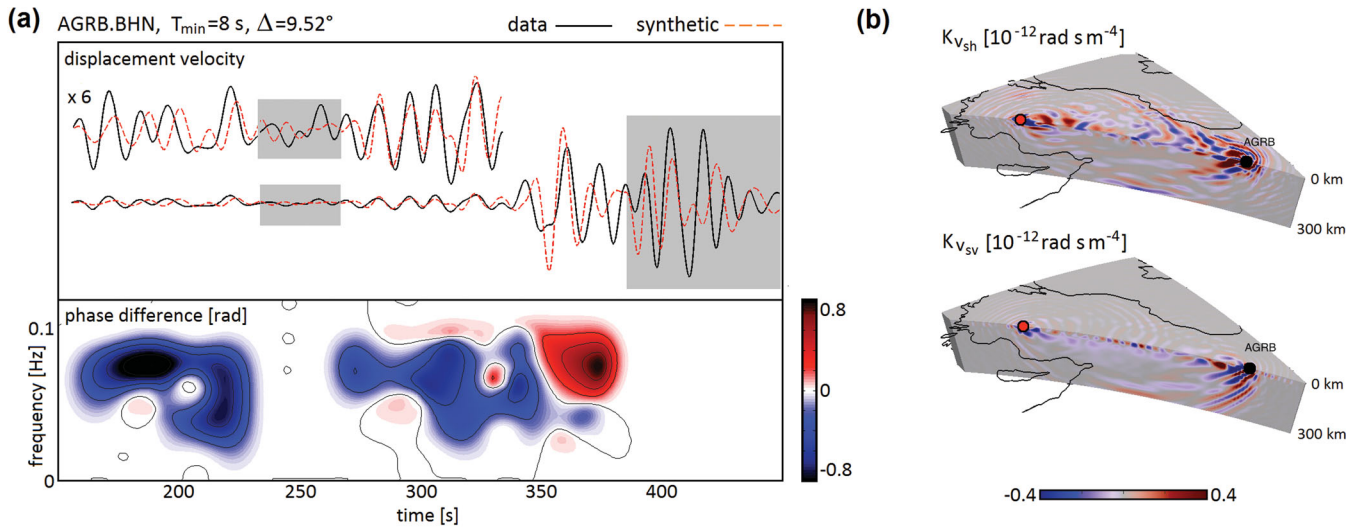 (a) AGRB.BHN, Tmin=8 s, Δ=9.52° data synthetic
displacement velocity
x 6
phase difference [rad]
0.1
frequency [Hz]
0
200 250 300 350 400
time [s]
0.8
0
-0.8
(b)
Kvsh [10-12 rad s m-4]
AGRB
0 km
300 km
Kvsv [10-12 rad s m-4]
AGRB
0 km
300 km
-0.4 0.4